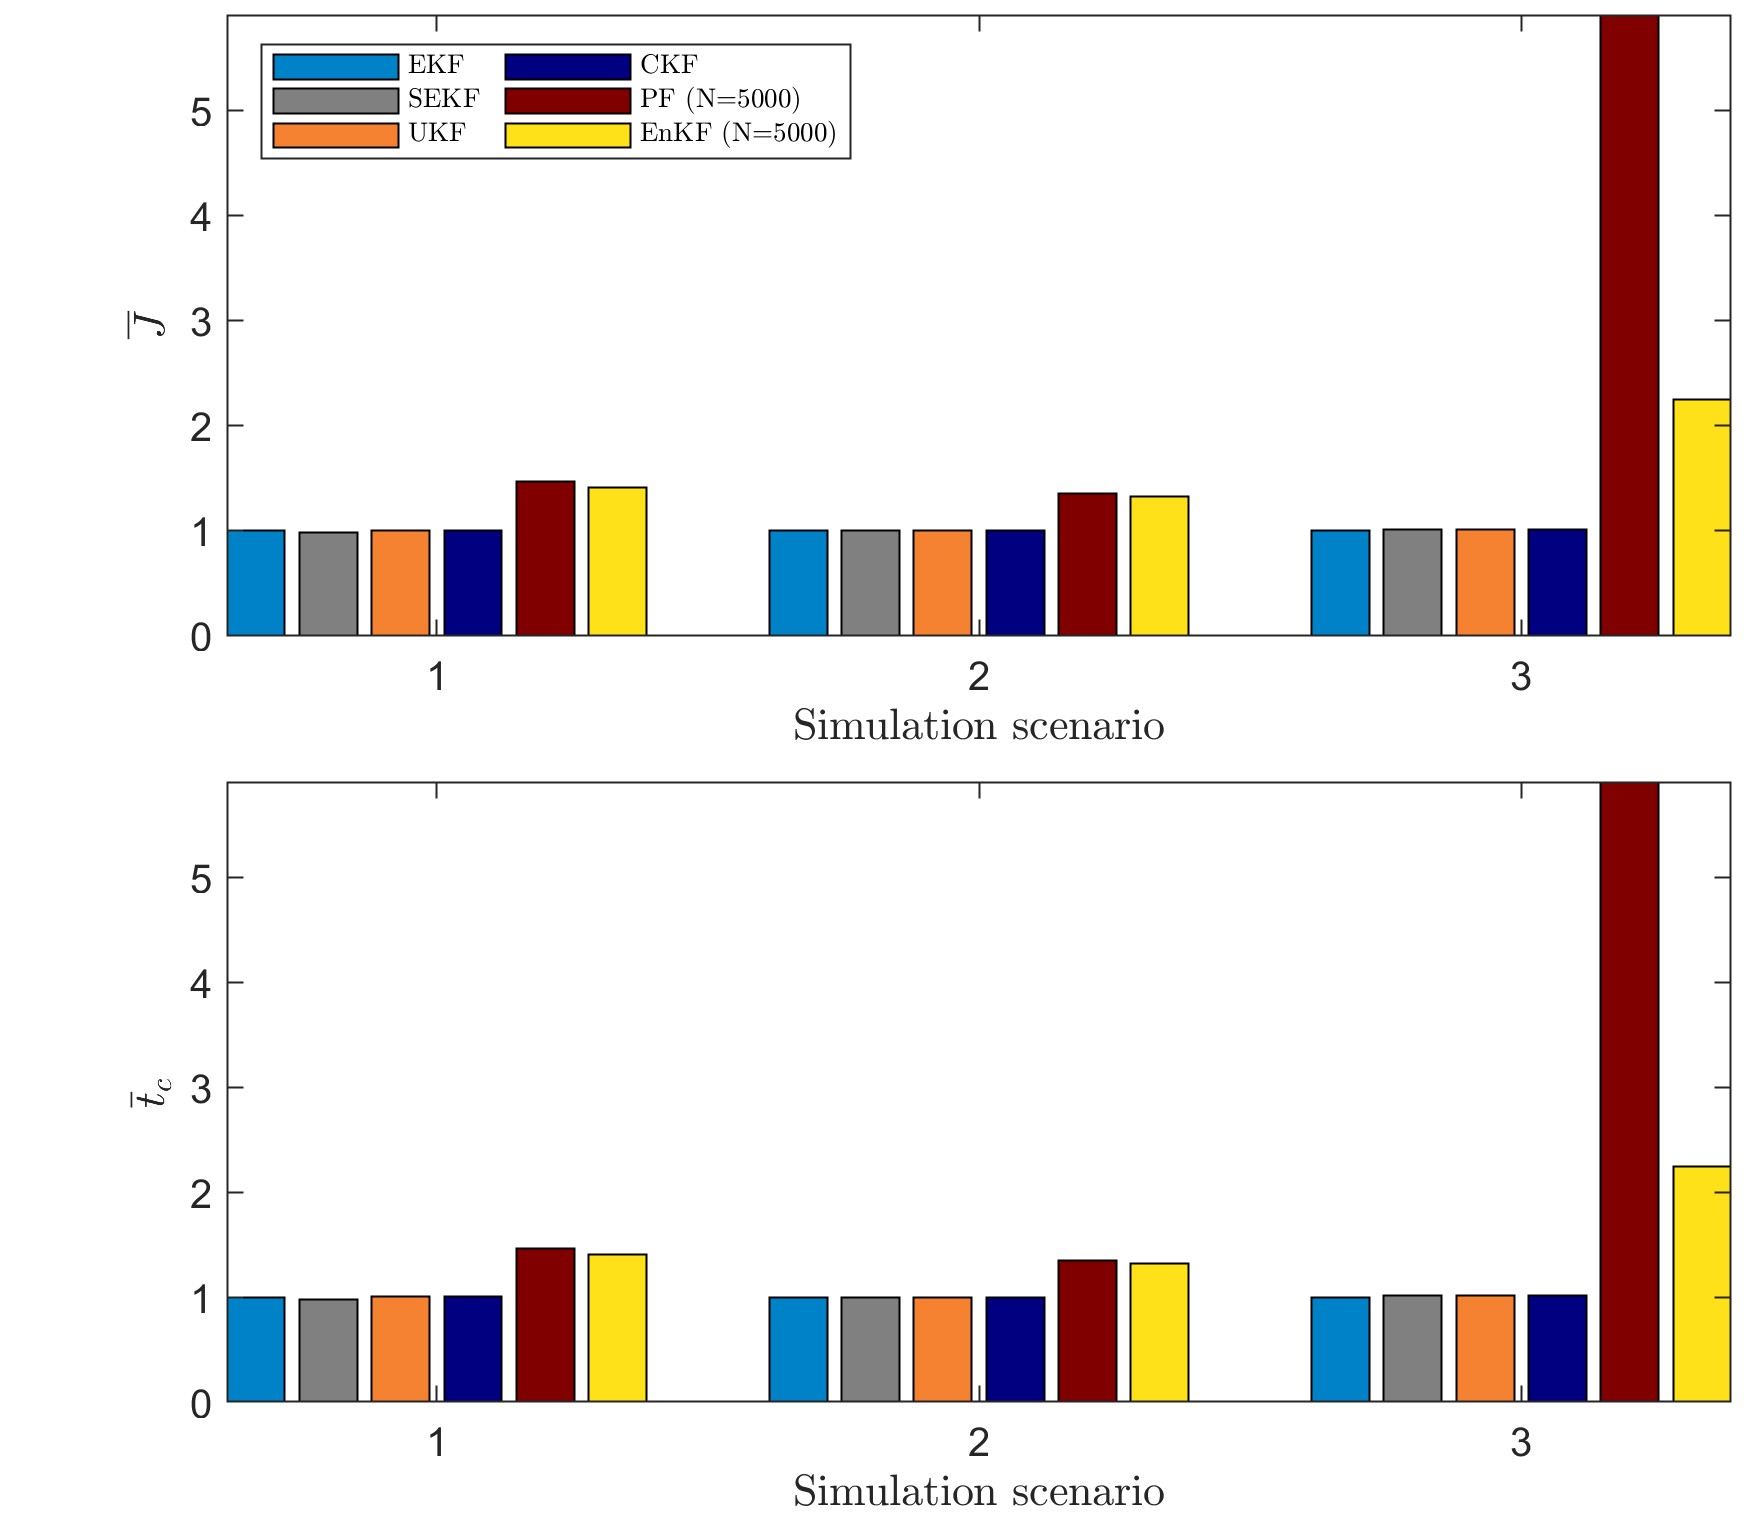 EKF
SEKF
UKF
CKF
PF (N=5000)
EnKF (N=5000)
5
4
3
2
1
0
J̅
1 2 3
Simulation scenario
5
4
3
2
1
0
t̅c
1 2 3
Simulation scenario